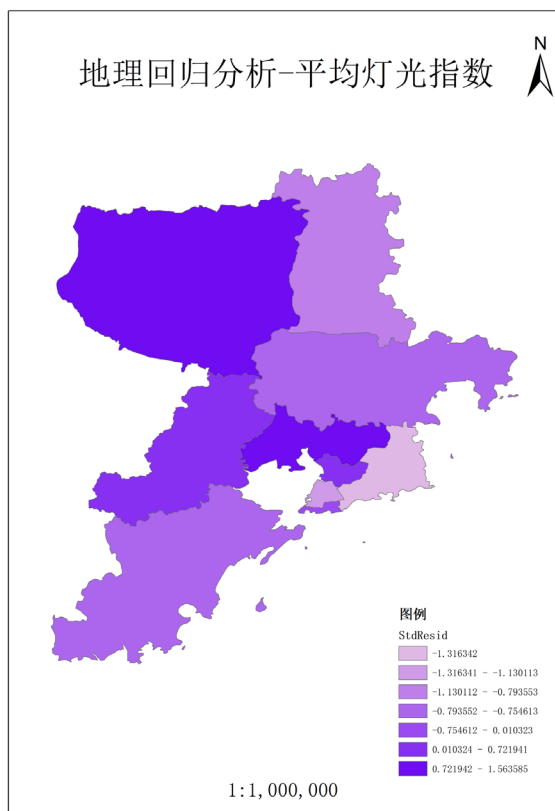 N
地理回归分析-平均灯光指数
图例
StdResid
-1.316342
-1.316341 - -1.130113
-1.130112 - -0.793553
-0.793552 - -0.754613
-0.754612 - 0.010323
0.010324 - 0.721941
0.721942 - 1.563585
1:1,000,000